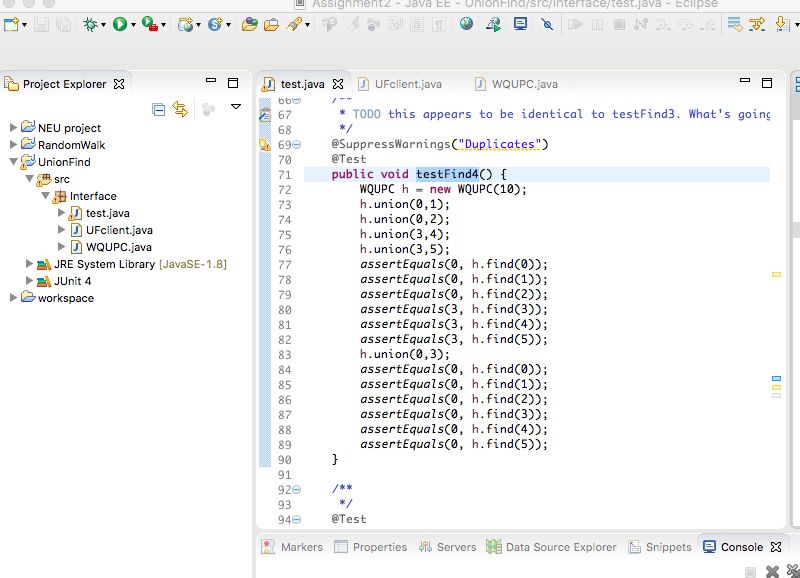 Assignment2 - Java EE - UnionFind/src/Interface/test.java - Eclipse
Project Explorer
NEU project
RandomWalk
UnionFind
src
Interface
test.java
UFclient.java
WQUPC.java
JRE System Library [JavaSE-1.8]
JUnit 4
workspace
test.java UFclient.java WQUPC.java
66 /**
67 * TODO this appears to be identical to testFind3. What's going
68 */
69 @SuppressWarnings("Duplicates")
70 @Test
71 public void testFind4() {
72 WQUPC h = new WQUPC(10);
73 h.union(0,1);
74 h.union(0,2);
75 h.union(3,4);
76 h.union(3,5);
77 assertEquals(0, h.find(0));
78 assertEquals(0, h.find(1));
79 assertEquals(0, h.find(2));
80 assertEquals(3, h.find(3));
81 assertEquals(3, h.find(4));
82 assertEquals(3, h.find(5));
83 h.union(0,3);
84 assertEquals(0, h.find(0));
85 assertEquals(0, h.find(1));
86 assertEquals(0, h.find(2));
87 assertEquals(0, h.find(3));
88 assertEquals(0, h.find(4));
89 assertEquals(0, h.find(5));
90 }
91
92 /**
93 */
94 @Test
Markers Properties Servers Data Source Explorer Snippets Console